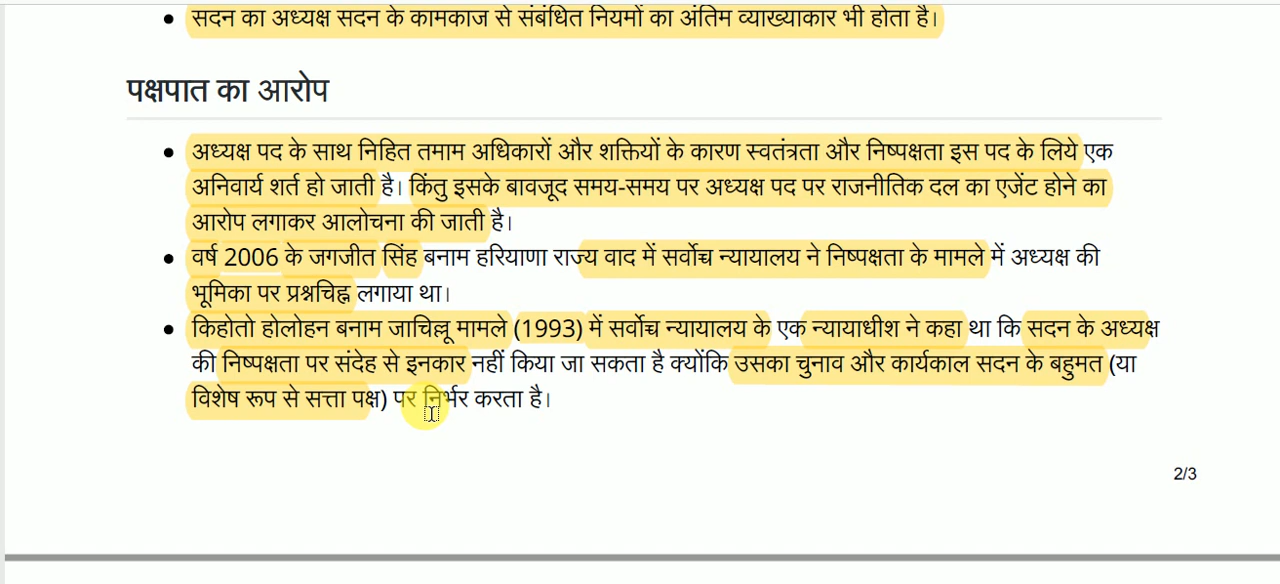 सदन का अध्यक्ष सदन के कामकाज से संबंधित नियमों का अंतिम व्याख्याकार भी होता है।
पक्षपात का आरोप
अध्यक्ष पद के साथ निहित तमाम अधिकारों और शक्तियों के कारण स्वतंत्रता और निष्पक्षता इस पद के लिये एक
अनिवार्य शर्त हो जाती है। किंतु इसके बावजूद समय-समय पर अध्यक्ष पद पर राजनीतिक दल का एजेंट होने का
आरोप लगाकर आलोचना की जाती है।
वर्ष 2006 के जगजीत सिंह बनाम हरियाणा राज्य वाद में सर्वोच्च न्यायालय ने निष्पक्षता के मामले में अध्यक्ष की
भूमिका पर प्रश्नचिह्न लगाया था।
किहोतो होलोहन बनाम जाचिल्लू मामले (1993) में सर्वोच्च न्यायालय के एक न्यायाधीश ने कहा था कि सदन के अध्यक्ष
की निष्पक्षता पर संदेह से इनकार नहीं किया जा सकता है क्योंकि उसका चुनाव और कार्यकाल सदन के बहुमत (या
विशेष रूप से सत्ता पक्ष) पर निर्भर करता है।
2/3